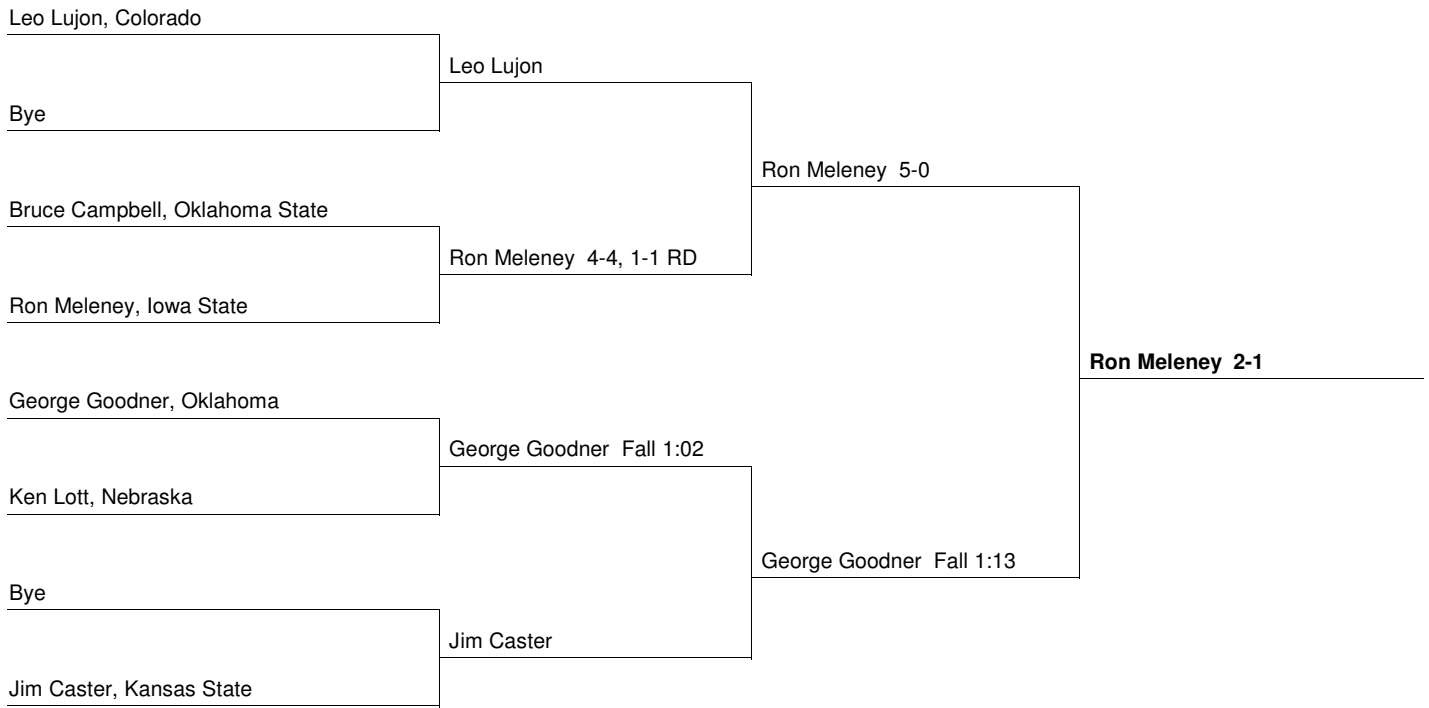 Leo Lujon, Colorado
Leo Lujon
Bye
Ron Meleney 5-0
Bruce Campbell, Oklahoma State
Ron Meleney 4-4, 1-1 RD
Ron Meleney, Iowa State
Ron Meleney 2-1
George Goodner, Oklahoma
George Goodner Fall 1:02
Ken Lott, Nebraska
George Goodner Fall 1:13
Bye
Jim Caster
Jim Caster, Kansas State